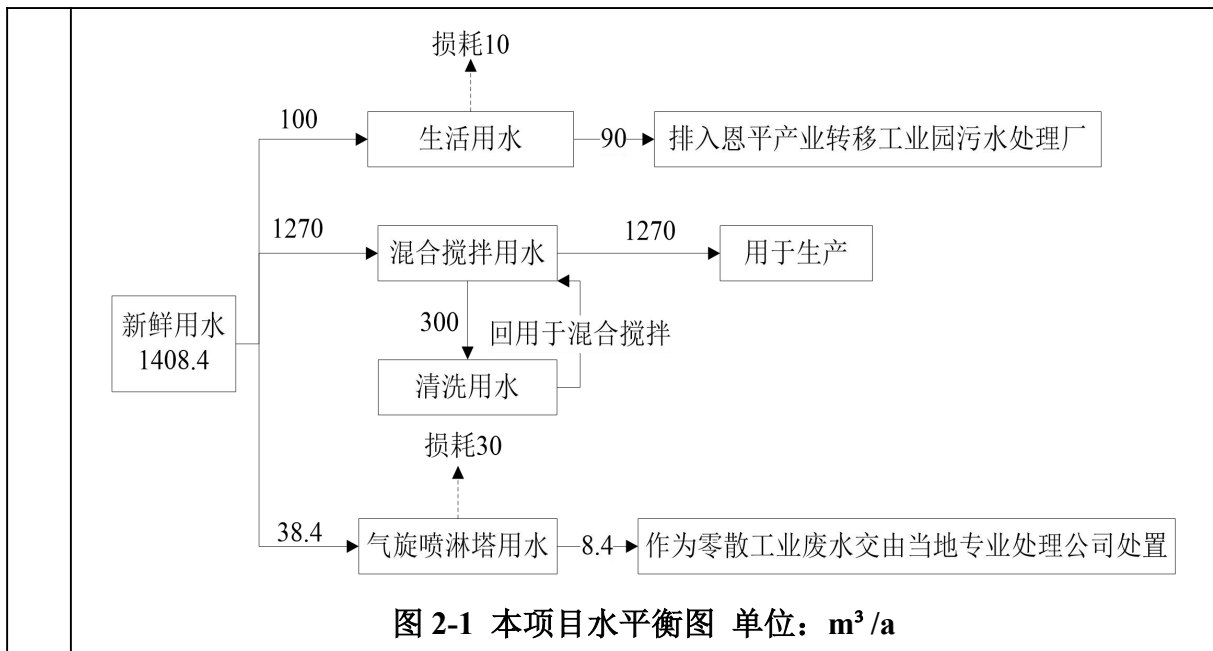 损耗10
100
生活用水
90
排入恩平产业转移工业园污水处理厂
1270
混合搅拌用水
1270
用于生产
新鲜用水
1408.4
300
回用于混合搅拌
清洗用水
损耗30
38.4
气旋喷淋塔用水
8.4
作为零散工业废水交由当地专业处理公司处置
图 2-1 本项目水平衡图 单位：m³/a